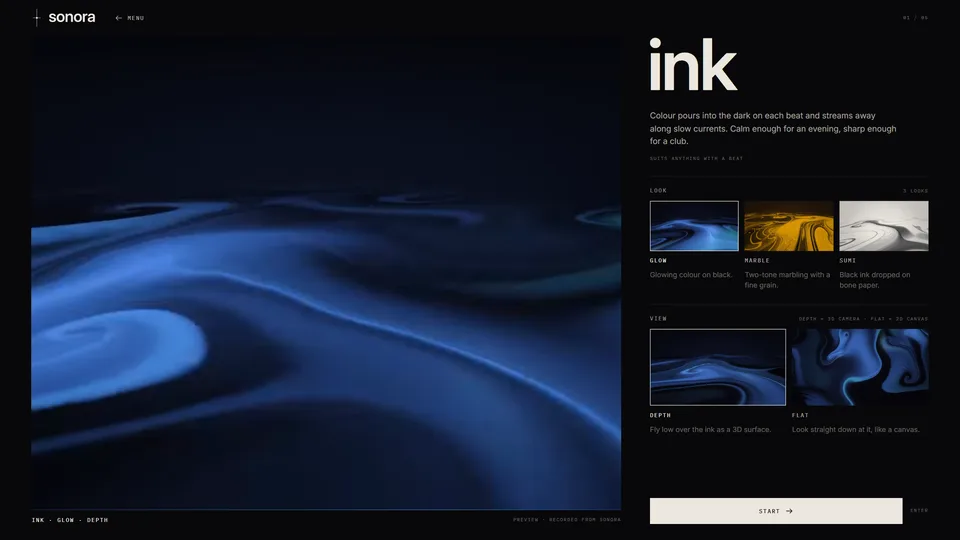 sonora
← MENU
01 / 06
ink
Colour pours into the dark on each beat and streams away
along slow currents. Calm enough for an evening, sharp enough
for a club.
SUITS ANYTHING WITH A BEAT
LOOK
3 LOOKS
GLOW
MARBLE
SUMI
Glowing colour on black.
Two-tone marbling with a
fine grain.
Black ink dropped on
bone paper.
VIEW
DEPTH = 3D CAMERA · FLAT = 2D CANVAS
DEPTH
FLAT
Fly low over the ink as a 3D surface.
Look straight down at it, like a canvas.
START →
ENTER
INK · GLOW · DEPTH
PREVIEW · RECORDED FROM SONORA